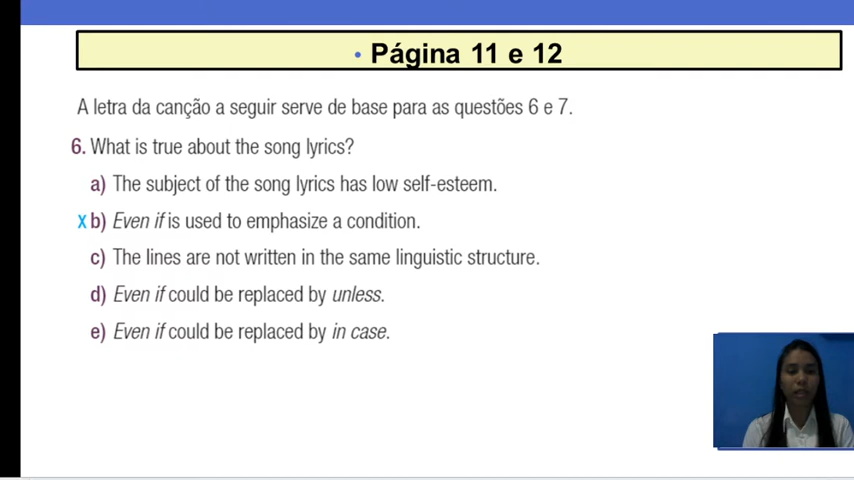 • Página 11 e 12
A letra da canção a seguir serve de base para as questões 6 e 7.
6. What is true about the song lyrics?
a) The subject of the song lyrics has low self-esteem.
x b) Even if is used to emphasize a condition.
c) The lines are not written in the same linguistic structure.
d) Even if could be replaced by unless.
e) Even if could be replaced by in case.